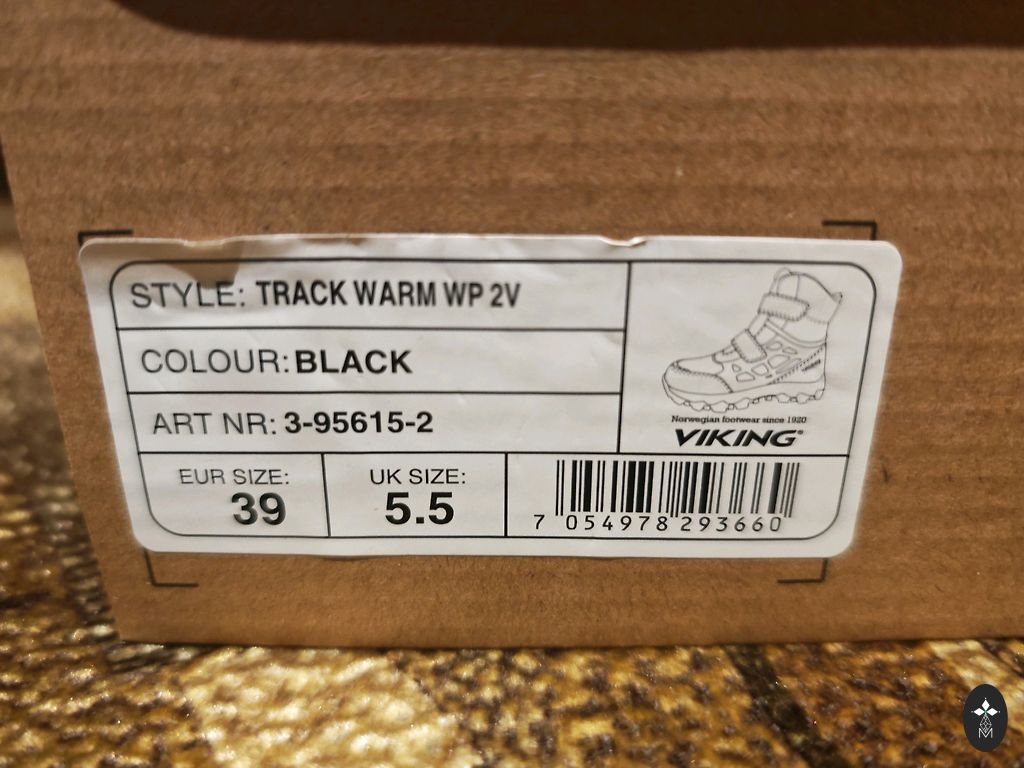 STYLE: TRACK WARM WP 2V
COLOUR: BLACK
ART NR: 3-95615-2
Norwegian footwear since 1920
VIKING®
EUR SIZE:
39
UK SIZE:
5.5
7 054978 293660
M